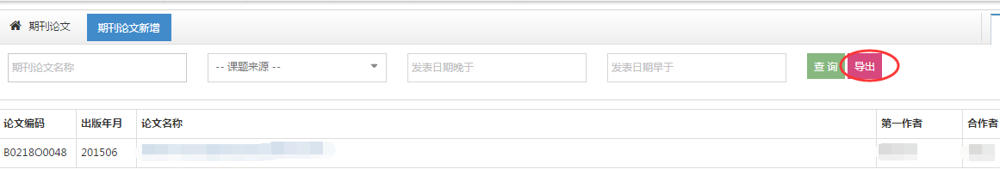 期刊论文 期刊论文新增
期刊论文名称 -- 课题来源 -- 发表日期晚于 发表日期早于 查 询 导出
论文编码 出版年月 论文名称 第一作者 合作者
B0218O0048 201506